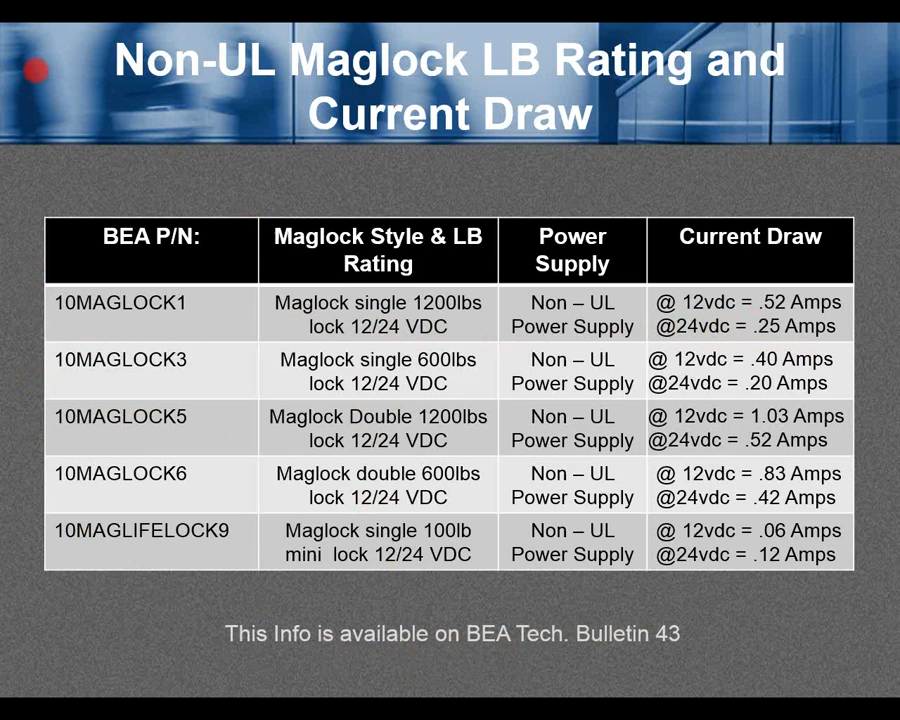 Non-UL Maglock LB Rating and
Current Draw
BEA P/N:
Maglock Style & LB
Rating
Power
Supply
Current Draw
10MAGLOCK1
Maglock single 1200lbs
lock 12/24 VDC
Non – UL
Power Supply
@ 12vdc = .52 Amps
@24vdc = .25 Amps
10MAGLOCK3
Maglock single 600lbs
lock 12/24 VDC
Non – UL
Power Supply
@ 12vdc = .40 Amps
@24vdc = .20 Amps
10MAGLOCK5
Maglock Double 1200lbs
lock 12/24 VDC
Non – UL
Power Supply
@ 12vdc = 1.03 Amps
@24vdc = .52 Amps
10MAGLOCK6
Maglock double 600lbs
lock 12/24 VDC
Non – UL
Power Supply
@ 12vdc = .83 Amps
@24vdc = .42 Amps
10MAGLIFELOCK9
Maglock single 100lb
mini lock 12/24 VDC
Non – UL
Power Supply
@ 12vdc = .06 Amps
@24vdc = .12 Amps
This Info is available on BEA Tech. Bulletin 43